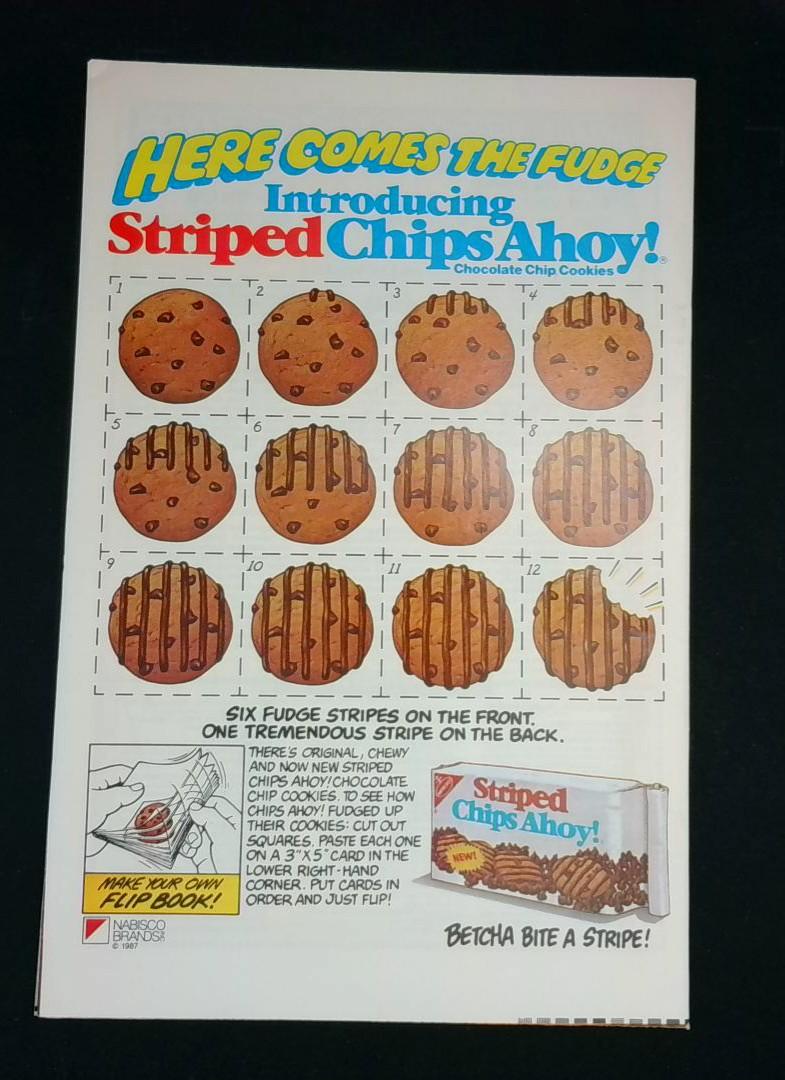 HERE COMES THE FUDGE
Introducing
Striped Chips Ahoy!®
Chocolate Chip Cookies
1
2
3
4
5
6
7
8
9
10
11
12
SIX FUDGE STRIPES ON THE FRONT.
ONE TREMENDOUS STRIPE ON THE BACK.
THERE'S ORIGINAL, CHEWY
AND NOW NEW STRIPED
CHIPS AHOY! CHOCOLATE
CHIP COOKIES. TO SEE HOW
CHIPS AHOY! FUDGED UP
THEIR COOKIES: CUT OUT
SQUARES. PASTE EACH ONE
ON A 3"X 5" CARD IN THE
LOWER RIGHT-HAND
CORNER. PUT CARDS IN
ORDER AND JUST FLIP!
MAKE YOUR OWN
FLIP BOOK!
NABISCO
BRANDS
© 1987
Striped
Chips Ahoy!
NEW!
BETCHA BITE A STRIPE!